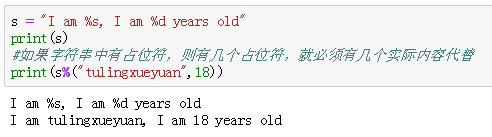 s = "I am %s, I am %d years old"
print(s)
#如果字符串中有占位符，则有几个占位符，就必须有几个实际内容代替
print(s%("tulingxueyuan",18))
I am %s, I am %d years old
I am tulingxueyuan, I am 18 years old